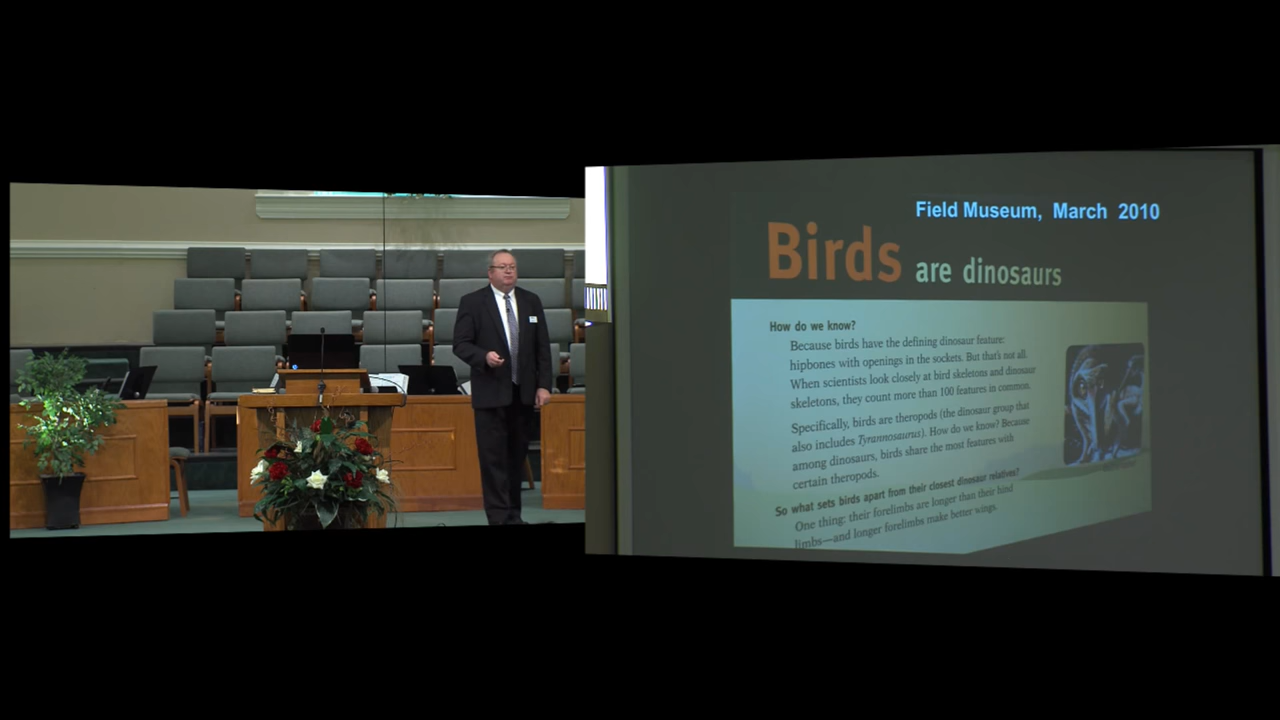 Field Museum, March 2010
Birds are dinosaurs
How do we know?
Because birds have the defining dinosaur feature:
hipbones with openings in the sockets. But that's not all.
When scientists look closely at bird skeletons and dinosaur
skeletons, they count more than 100 features in common.
Specifically, birds are theropods (the dinosaur group that
also includes Tyrannosaurus). How do we know? Because
among dinosaurs, birds share the most features with
certain theropods.
So what sets birds apart from their closest dinosaur relatives?
One thing: their forelimbs are longer than their hind
limbs—and longer forelimbs make better wings.